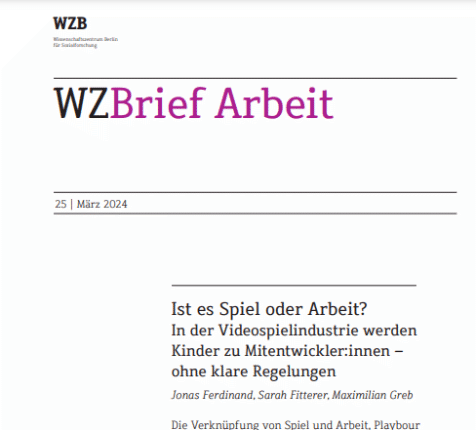 WZB
Wissenschaftszentrum Berlin
für Sozialforschung
WZBrief Arbeit
25 | März 2024
Ist es Spiel oder Arbeit?
In der Videospielindustrie werden
Kinder zu Mitentwickler:innen –
ohne klare Regelungen
Jonas Ferdinand, Sarah Fitterer, Maximilian Greb
Die Verknüpfung von Spiel und Arbeit, Playbour